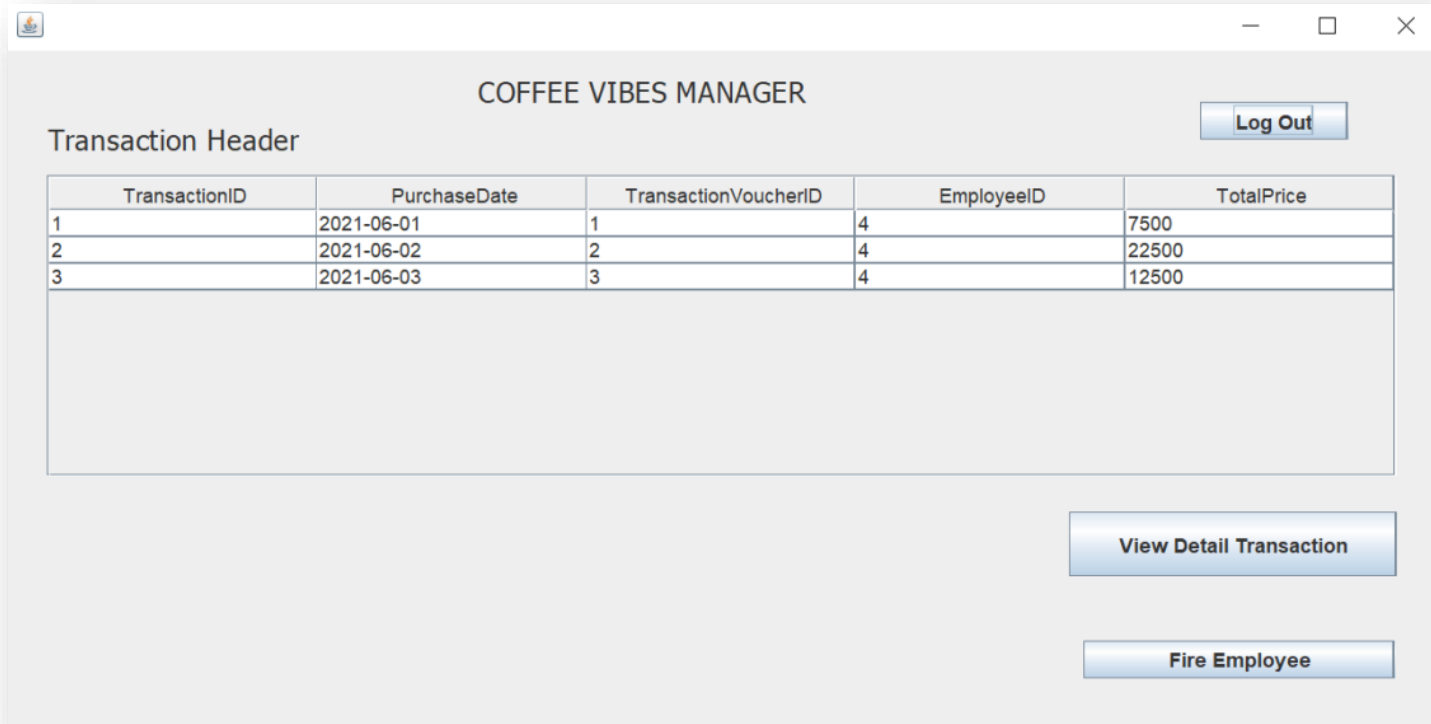 COFFEE VIBES MANAGER
Log Out
Transaction Header
TransactionID PurchaseDate TransactionVoucherID EmployeeID TotalPrice
1 2021-06-01 1 4 7500
2 2021-06-02 2 4 22500
3 2021-06-03 3 4 12500
View Detail Transaction
Fire Employee